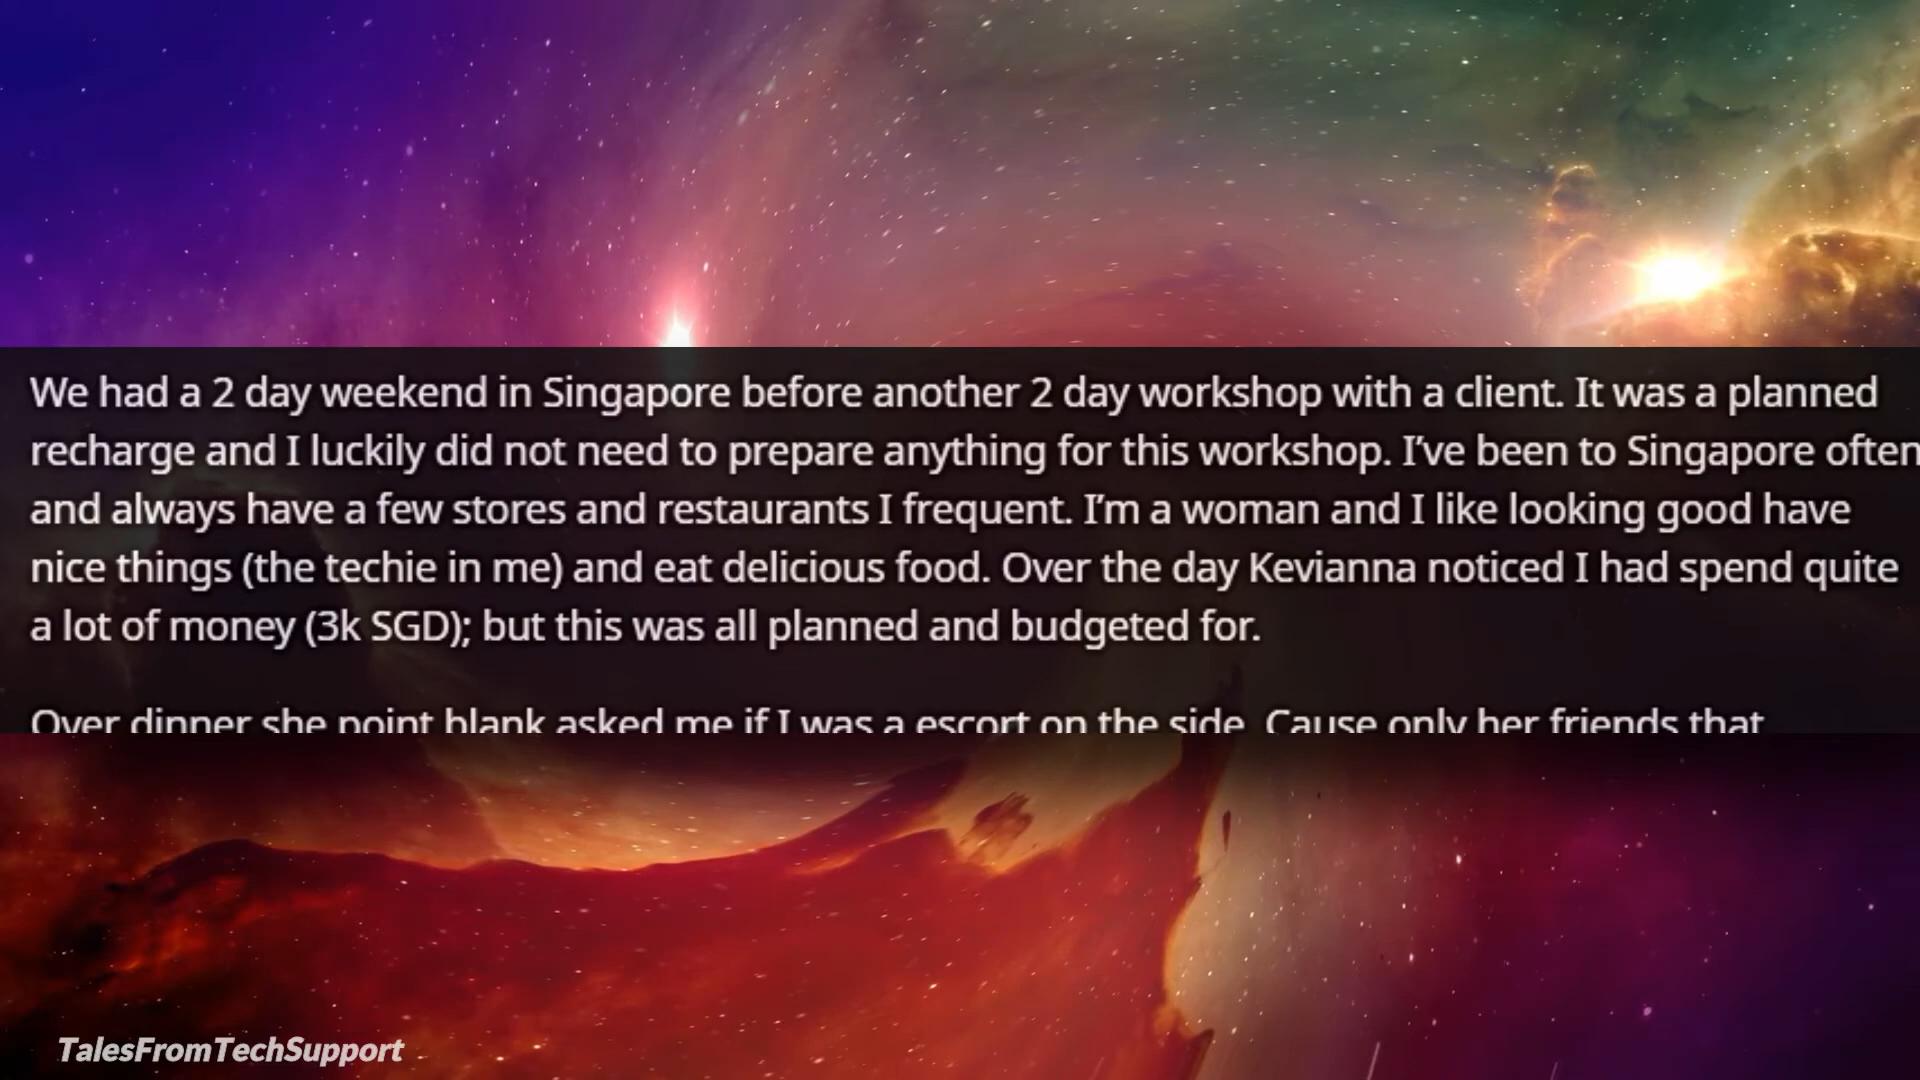 We had a 2 day weekend in Singapore before another 2 day workshop with a client. It was a planned
recharge and I luckily did not need to prepare anything for this workshop. I’ve been to Singapore often
and always have a few stores and restaurants I frequent. I’m a woman and I like looking good have
nice things (the techie in me) and eat delicious food. Over the day Kevianna noticed I had spend quite
a lot of money (3k SGD); but this was all planned and budgeted for.
Over dinner she point blank asked me if I was a escort on the side. Cause only her friends that
TalesFromTechSupport